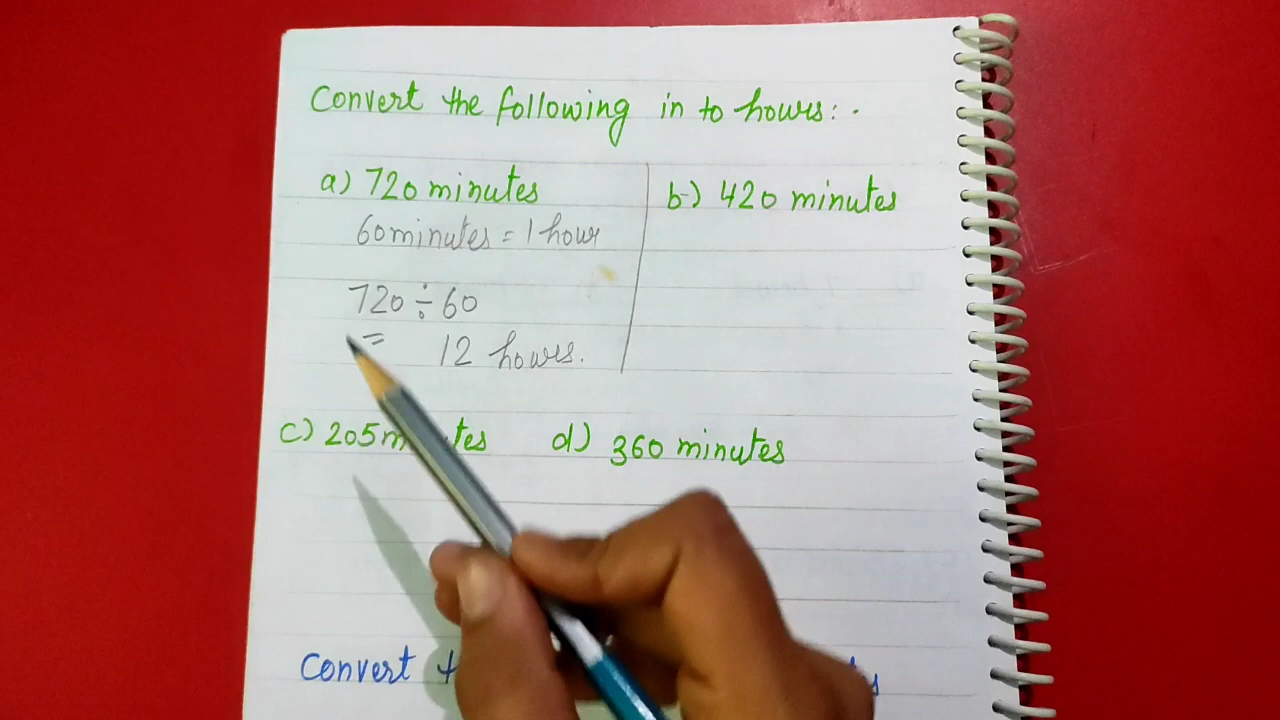 Convert the following in to hours: -
a) 720 minutes
60 minutes = 1 hour
720 ÷ 60
= 12 hours.
b) 420 minutes
c) 205
d) 360 minutes
Convert